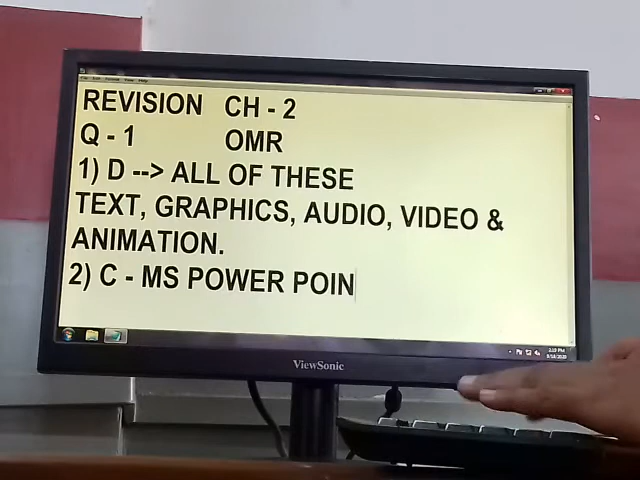 REVISION CH - 2
Q - 1 OMR
1) D --> ALL OF THESE
TEXT, GRAPHICS, AUDIO, VIDEO &
ANIMATION.
2) C - MS POWER POIN
ViewSonic